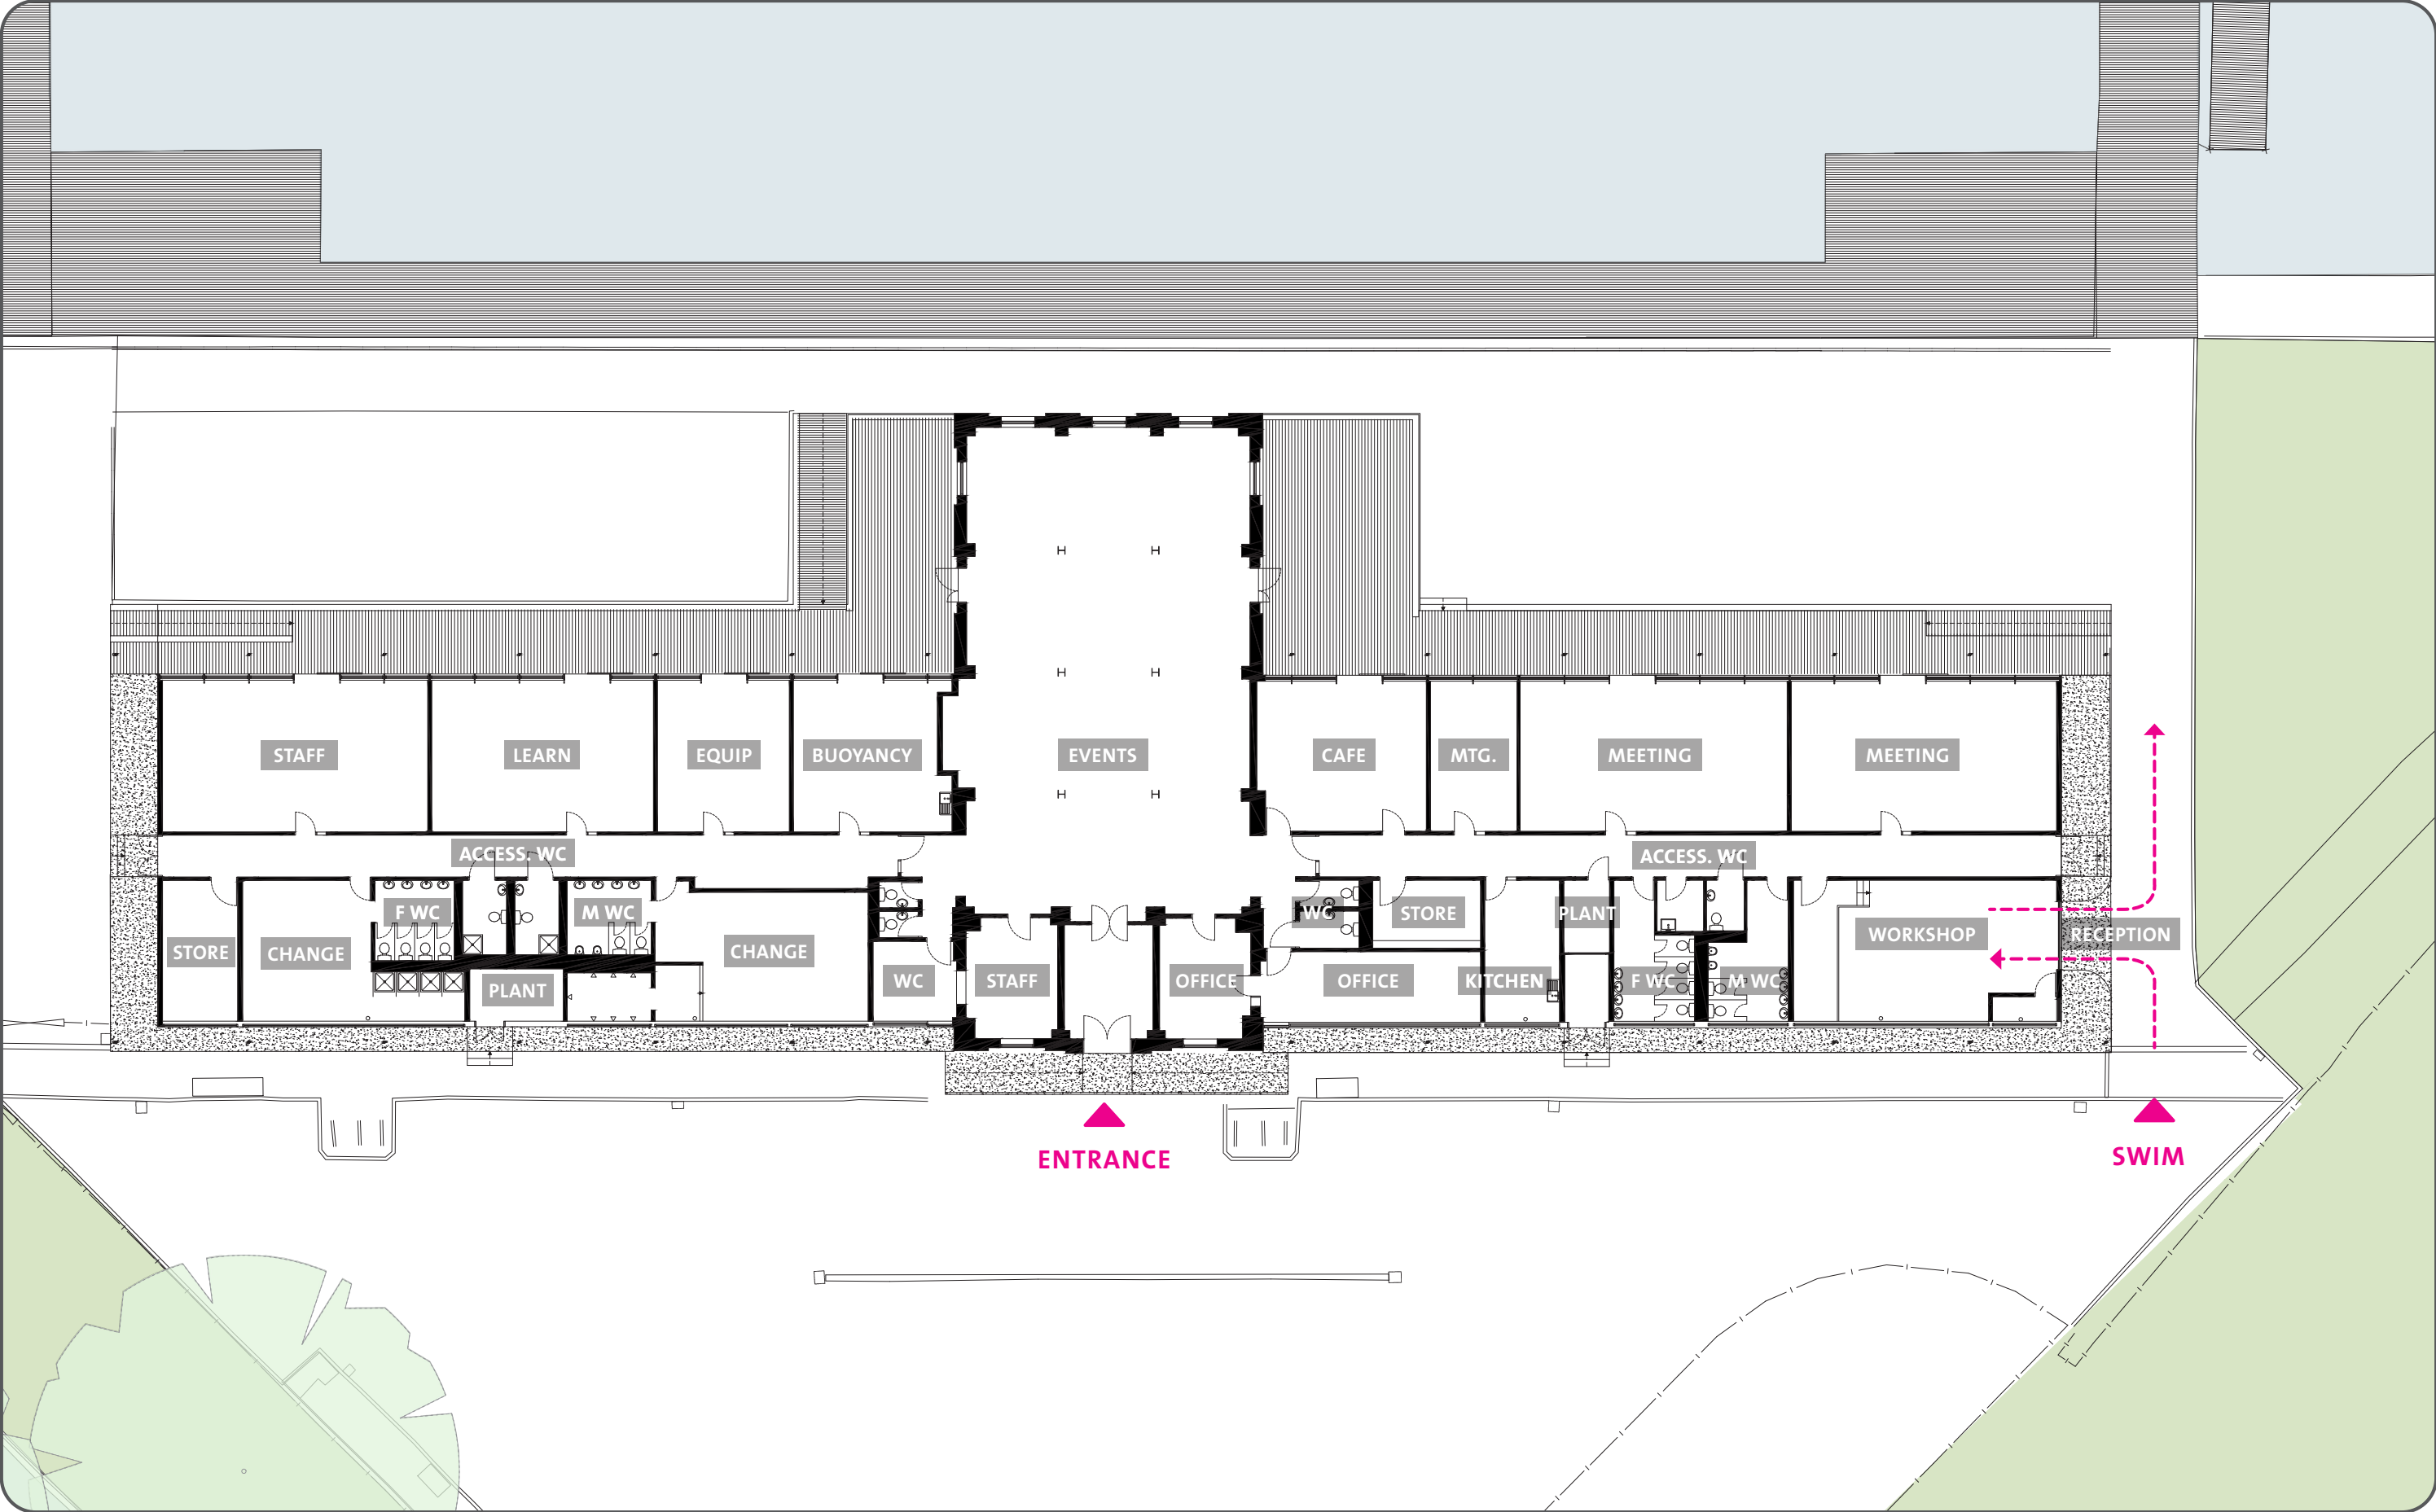 STAFF
LEARN
EQUIP
BUOYANCY
EVENTS
CAFE
MTG.
MEETING
MEETING
ACCESS. WC
ACCESS. WC
F WC
M WC
WC
STORE
PLANT
STORE
CHANGE
CHANGE
WORKSHOP
RECEPTION
PLANT
WC
STAFF
OFFICE
OFFICE
KITCHEN
F WC
M WC
ENTRANCE
SWIM